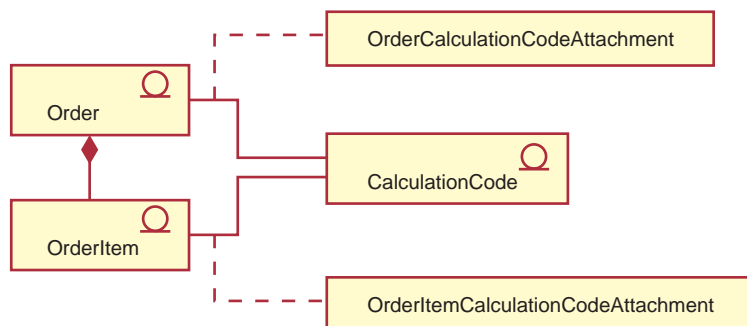 OrderCalculationCodeAttachment
Order
CalculationCode
OrderItem
OrderItemCalculationCodeAttachment